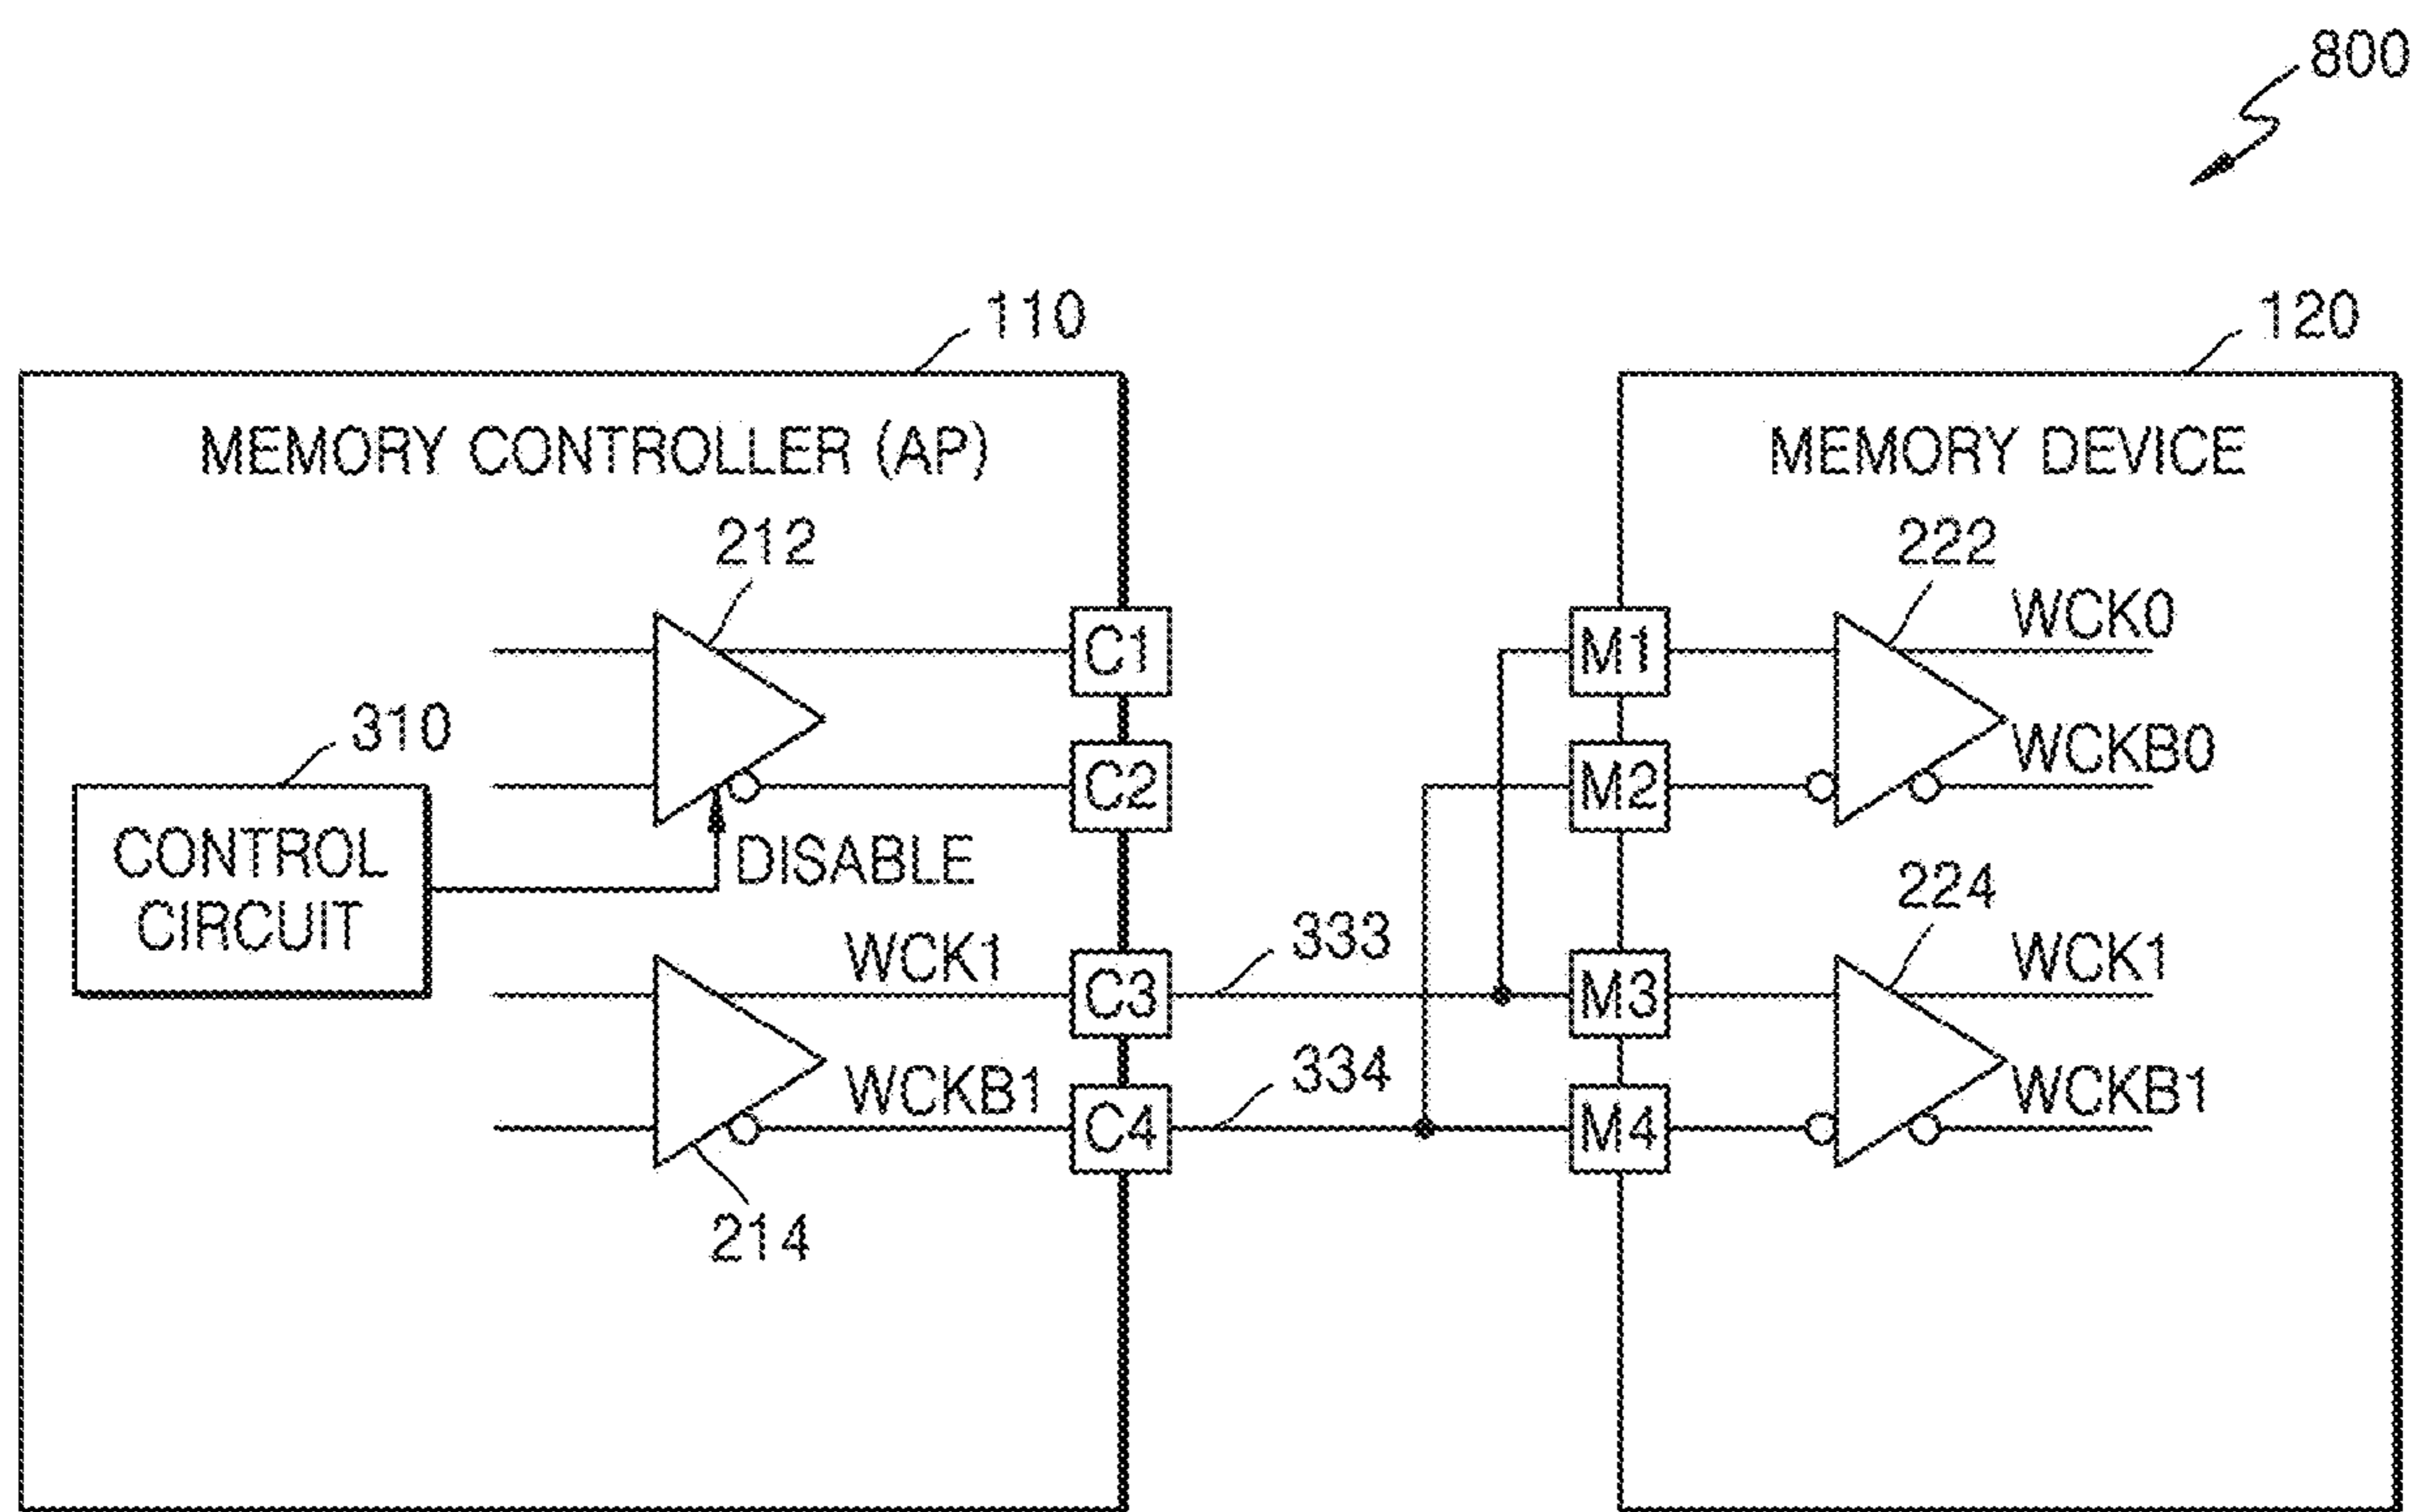 800
110
120
MEMORY CONTROLLER (AP)
MEMORY DEVICE
212
222
WCK0
C1
M1
310
WCKB0
C2
M2
CONTROL
CIRCUIT
DISABLE
224
333
WCK1
WCK1
C3
M3
334
WCKB1
WCKB1
C4
M4
214